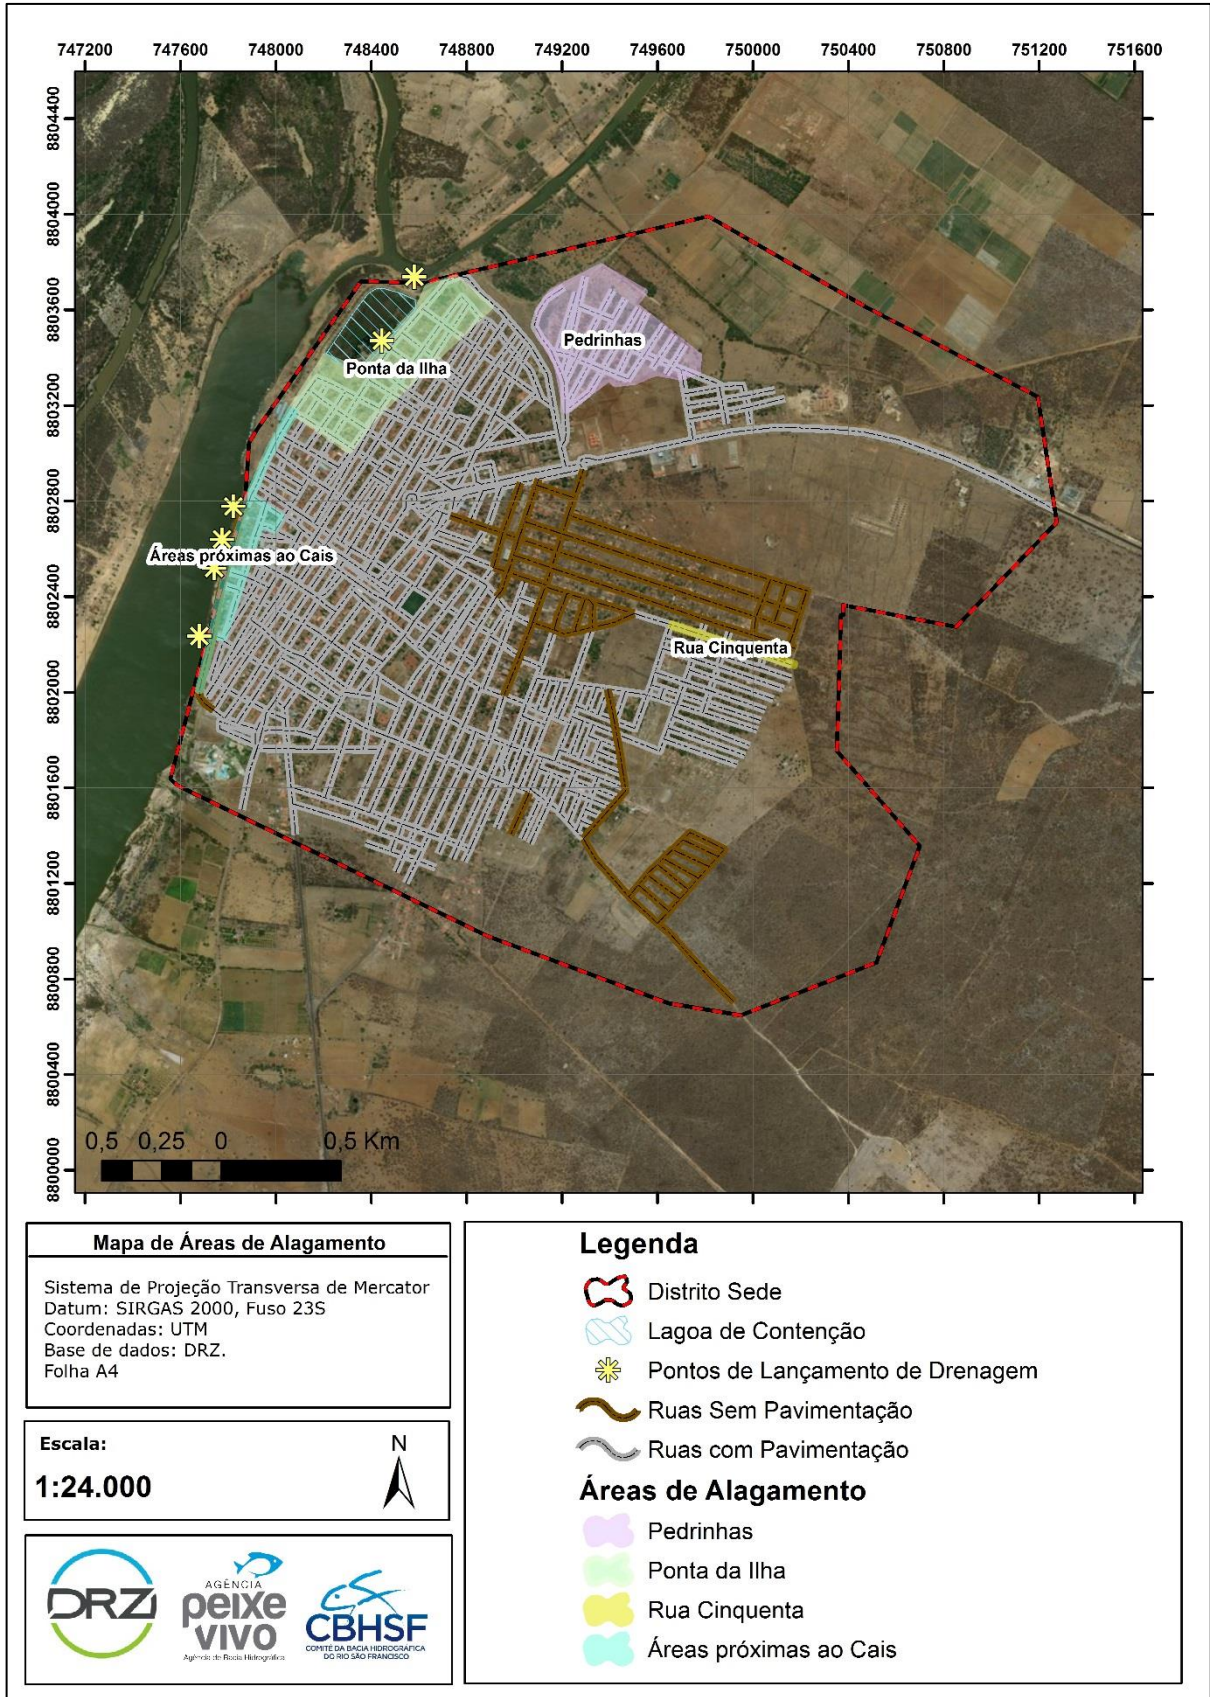 747200 747600 748000 748400 748800 749200 749600 750000 750400 750800 751200 751600
8804400
8804000
8803600
8803200
8802800
8802400
8802000
8801600
8801200
8800800
8800400
8800000
Pedrinhas
Ponta da Ilha
Áreas próximas ao Cais
Rua Cinquenta
0,5 0,25 0 0,5 Km
Mapa de Áreas de Alagamento
Sistema de Projeção Transversa de Mercator
Datum: SIRGAS 2000, Fuso 23S
Coordenadas: UTM
Base de dados: DRZ.
Folha A4
Escala:
1:24.000
N
DRZ
AGÊNCIA
peixe
vivo
Agência de Bacia Hidrográfica
CBHSF
COMITÊ DA BACIA HIDROGRÁFICA
DO RIO SÃO FRANCISCO
Legenda
Distrito Sede
Lagoa de Contenção
Pontos de Lançamento de Drenagem
Ruas Sem Pavimentação
Ruas com Pavimentação
Áreas de Alagamento
Pedrinhas
Ponta da Ilha
Rua Cinquenta
Áreas próximas ao Cais